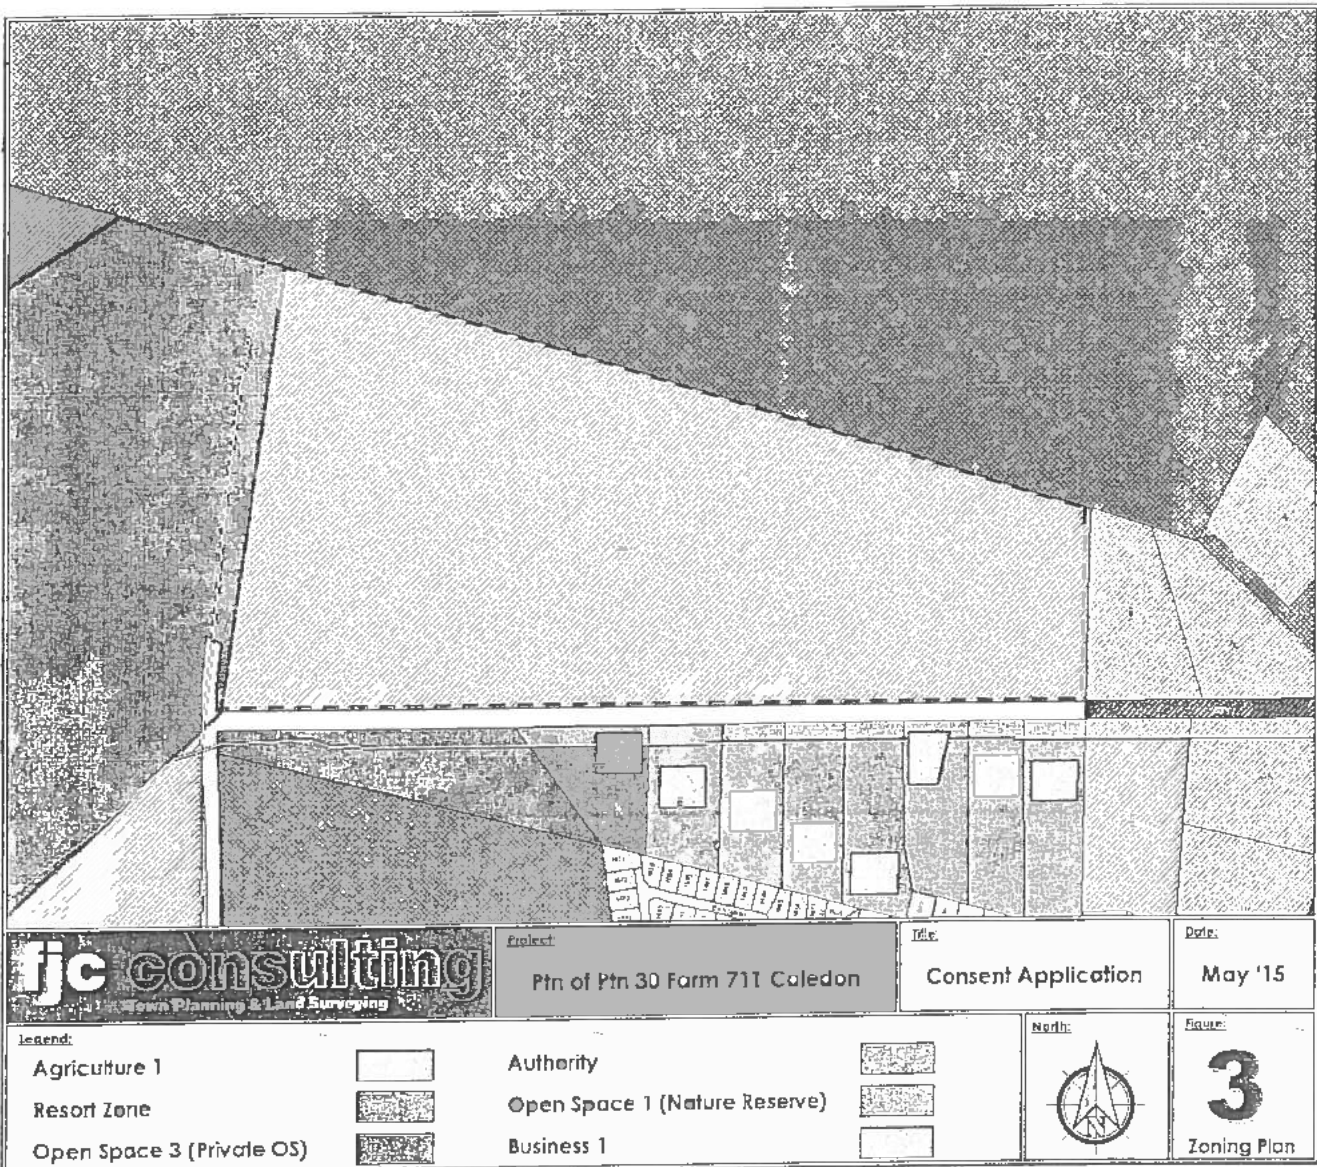 fjc consulting
Town Planning & Land Surveying
Project:
Ptn of Ptn 30 Farm 711 Caledon
Title:
Consent Application
Date:
May '15
Legend:
Agriculture 1
Resort Zone
Open Space 3 (Private OS)
Authority
Open Space 1 (Nature Reserve)
Business 1
North:
N
Figure:
3
Zoning Plan